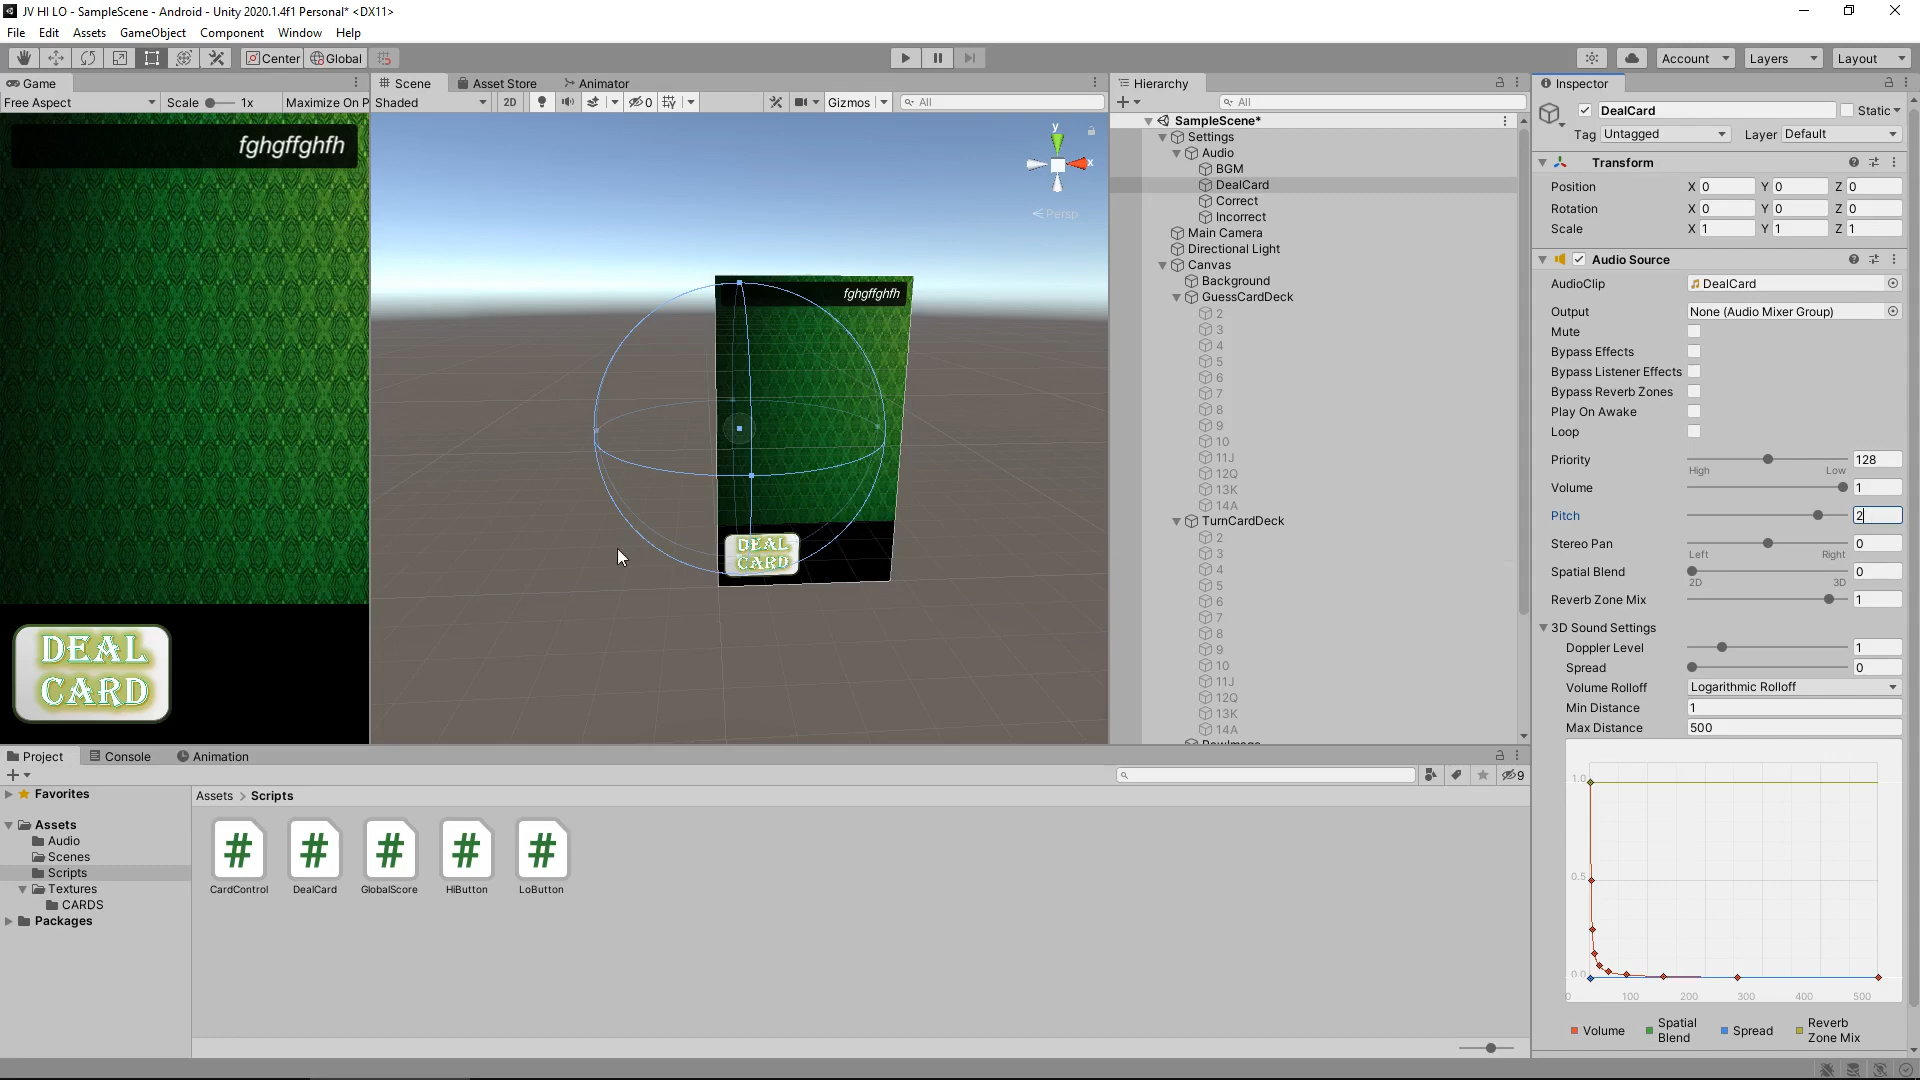 JV HI LO - SampleScene - Android - Unity 2020.1.4f1 Personal* <DX11>
File Edit Assets GameObject Component Window Help
Center Global Account Layers Layout
Game
Free Aspect Scale 1x Maximize On P
fghgffghfh
DEAL
CARD
Scene Asset Store Animator
Shaded 2D 0 Gizmos All
y
x
Persp
fghgffghfh
DEAL
CARD
Hierarchy
All
SampleScene*
Settings
Audio
BGM
DealCard
Correct
Incorrect
Main Camera
Directional Light
Canvas
Background
GuessCardDeck
2
3
4
5
6
7
8
9
10
11J
12Q
13K
14A
TurnCardDeck
2
3
4
5
6
7
8
9
10
11J
12Q
13K
14A
Inspector
DealCard Static
Tag Untagged Layer Default
Transform
Position X 0 Y 0 Z 0
Rotation X 0 Y 0 Z 0
Scale X 1 Y 1 Z 1
Audio Source
AudioClip DealCard
Output None (Audio Mixer Group)
Mute
Bypass Effects
Bypass Listener Effects
Bypass Reverb Zones
Play On Awake
Loop
Priority 128
High Low
Volume 1
Pitch 2
Stereo Pan 0
Left Right
Spatial Blend 0
2D 3D
Reverb Zone Mix 1
3D Sound Settings
Doppler Level 1
Spread 0
Volume Rolloff Logarithmic Rolloff
Min Distance 1
Max Distance 500
1.0
0.5
0.0
0 100 200 300 400 500
Volume Spatial Blend Spread Reverb Zone Mix
Project Console Animation
9
Favorites
Assets
Audio
Scenes
Scripts
Textures
CARDS
Packages
Assets > Scripts
# # # # #
CardControl DealCard GlobalScore HiButton LoButton